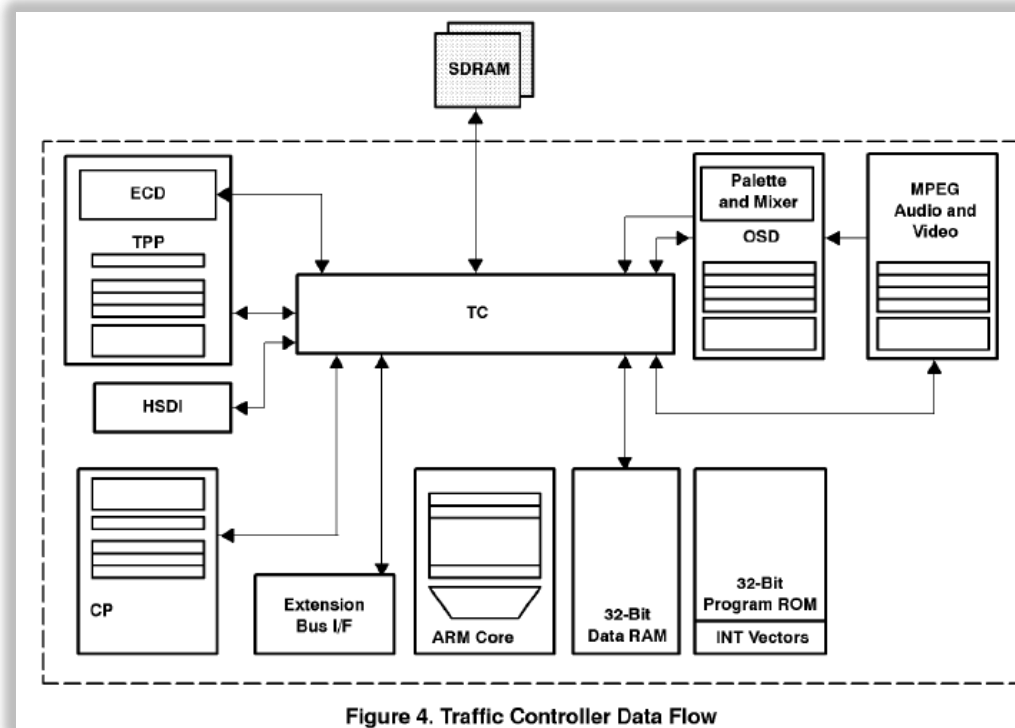 SDRAM
ECD
TPP
Palette
and Mixer
OSD
MPEG
Audio and
Video
TC
HSDI
CP
Extension
Bus I/F
ARM Core
32-Bit
Data RAM
32-Bit
Program ROM
INT Vectors
Figure 4. Traffic Controller Data Flow